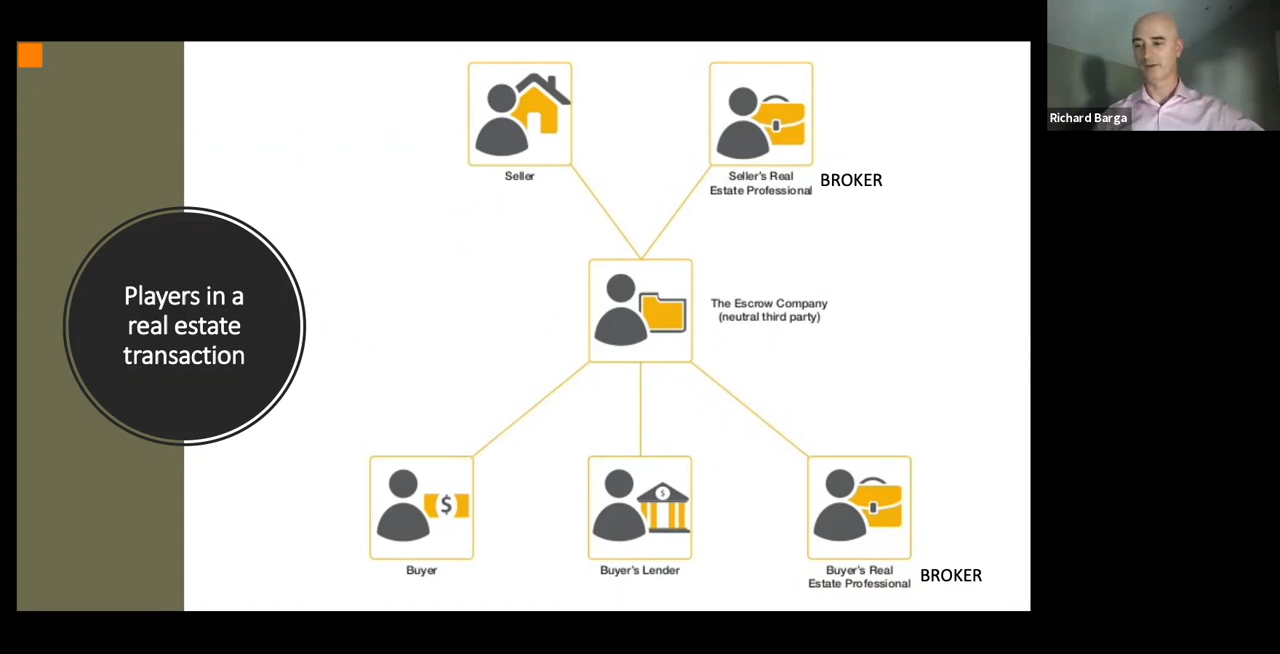 Players in a
real estate
transaction
Seller
Seller's Real
Estate Professional
BROKER
The Escrow Company
(neutral third party)
$
$
Buyer
Buyer's Lender
Buyer's Real
Estate Professional
BROKER
Richard Barga